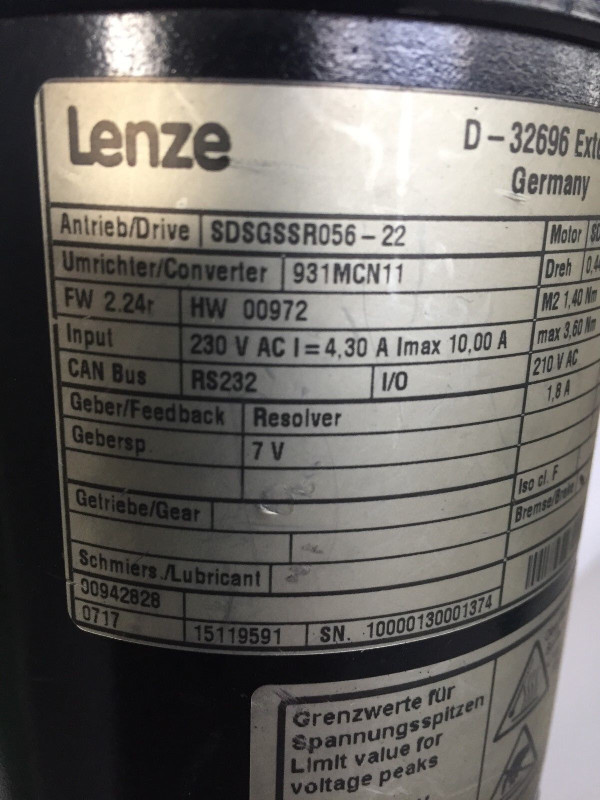 Lenze
D-32696
Germany
Antrieb/Drive SDSGSSR056-22 Motor
Umrichter/Converter 931MCN11 Dreh
FW 2.24r HW 00972 M2 1,40 Nm
Input 230 V AC I=4,30 A Imax 10,00 A max 3,60 Nm
CAN Bus RS232 I/O 210 V AC
1,8 A
Geber/Feedback Resolver
Gebersp. 7 V
Iso cl. F
Getriebe/Gear Bremse/Brake
Schmiers./Lubricant
00942828
0717 15119591 SN. 10000130001374
Grenzwerte für
Spannungsspitzen
Limit value for
voltage peaks